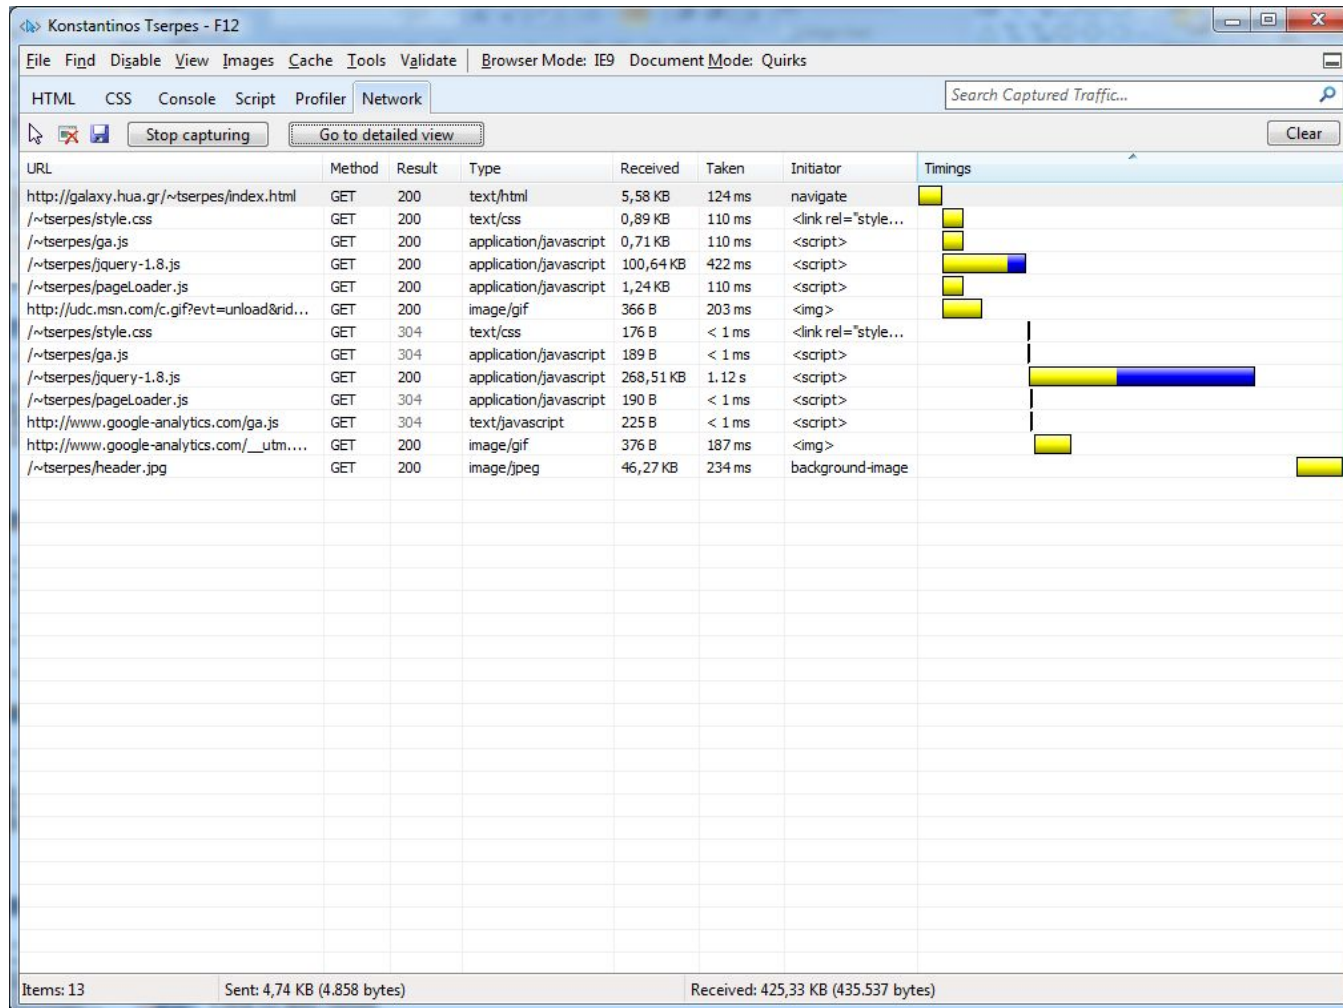 Konstantinos Tserpes - F12
File Find Disable View Images Cache Tools Validate Browser Mode: IE9 Document Mode: Quirks
HTML CSS Console Script Profiler Network Search Captured Traffic...
Stop capturing Go to detailed view Clear
URL Method Result Type Received Taken Initiator Timings
http://galaxy.hua.gr/~tserpes/index.html GET 200 text/html 5,58 KB 124 ms navigate
/~tserpes/style.css GET 200 text/css 0,89 KB 110 ms <link rel="style...
/~tserpes/ga.js GET 200 application/javascript 0,71 KB 110 ms <script>
/~tserpes/jquery-1.8.js GET 200 application/javascript 100,64 KB 422 ms <script>
/~tserpes/pageLoader.js GET 200 application/javascript 1,24 KB 110 ms <script>
http://udc.msn.com/c.gif?evt=unload&rid... GET 200 image/gif 366 B 203 ms <img>
/~tserpes/style.css GET 304 text/css 176 B < 1 ms <link rel="style...
/~tserpes/ga.js GET 304 application/javascript 189 B < 1 ms <script>
/~tserpes/jquery-1.8.js GET 200 application/javascript 268,51 KB 1.12 s <script>
/~tserpes/pageLoader.js GET 304 application/javascript 190 B < 1 ms <script>
http://www.google-analytics.com/ga.js GET 304 text/javascript 225 B < 1 ms <script>
http://www.google-analytics.com/__utm.... GET 200 image/gif 376 B 187 ms <img>
/~tserpes/header.jpg GET 200 image/jpeg 46,27 KB 234 ms background-image
Items: 13 Sent: 4,74 KB (4.858 bytes) Received: 425,33 KB (435.537 bytes)